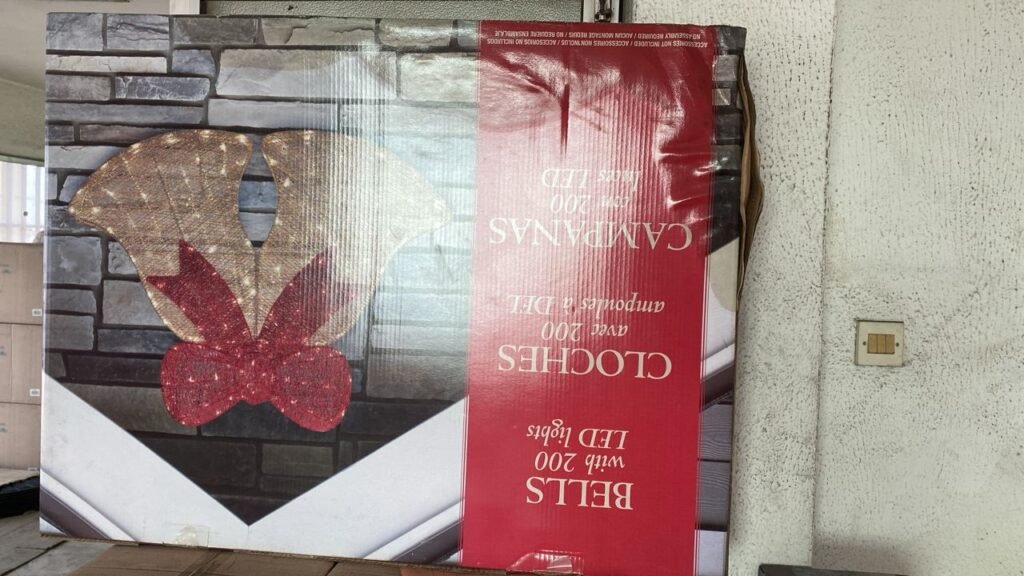 BELLS
with 200
LED lights
CLOCHES
avec 200
ampoules à DEL
CAMPANAS
con 200
luces LED
ACCESSORIES NOT INCLUDED / ACCESSOIRES NON INCLUS / ACCESORIOS NO INCLUIDOS
NO ASSEMBLY REQUIRED / AUCUN MONTAGE REQUIS / NO REQUIERE ENSAMBLAJE